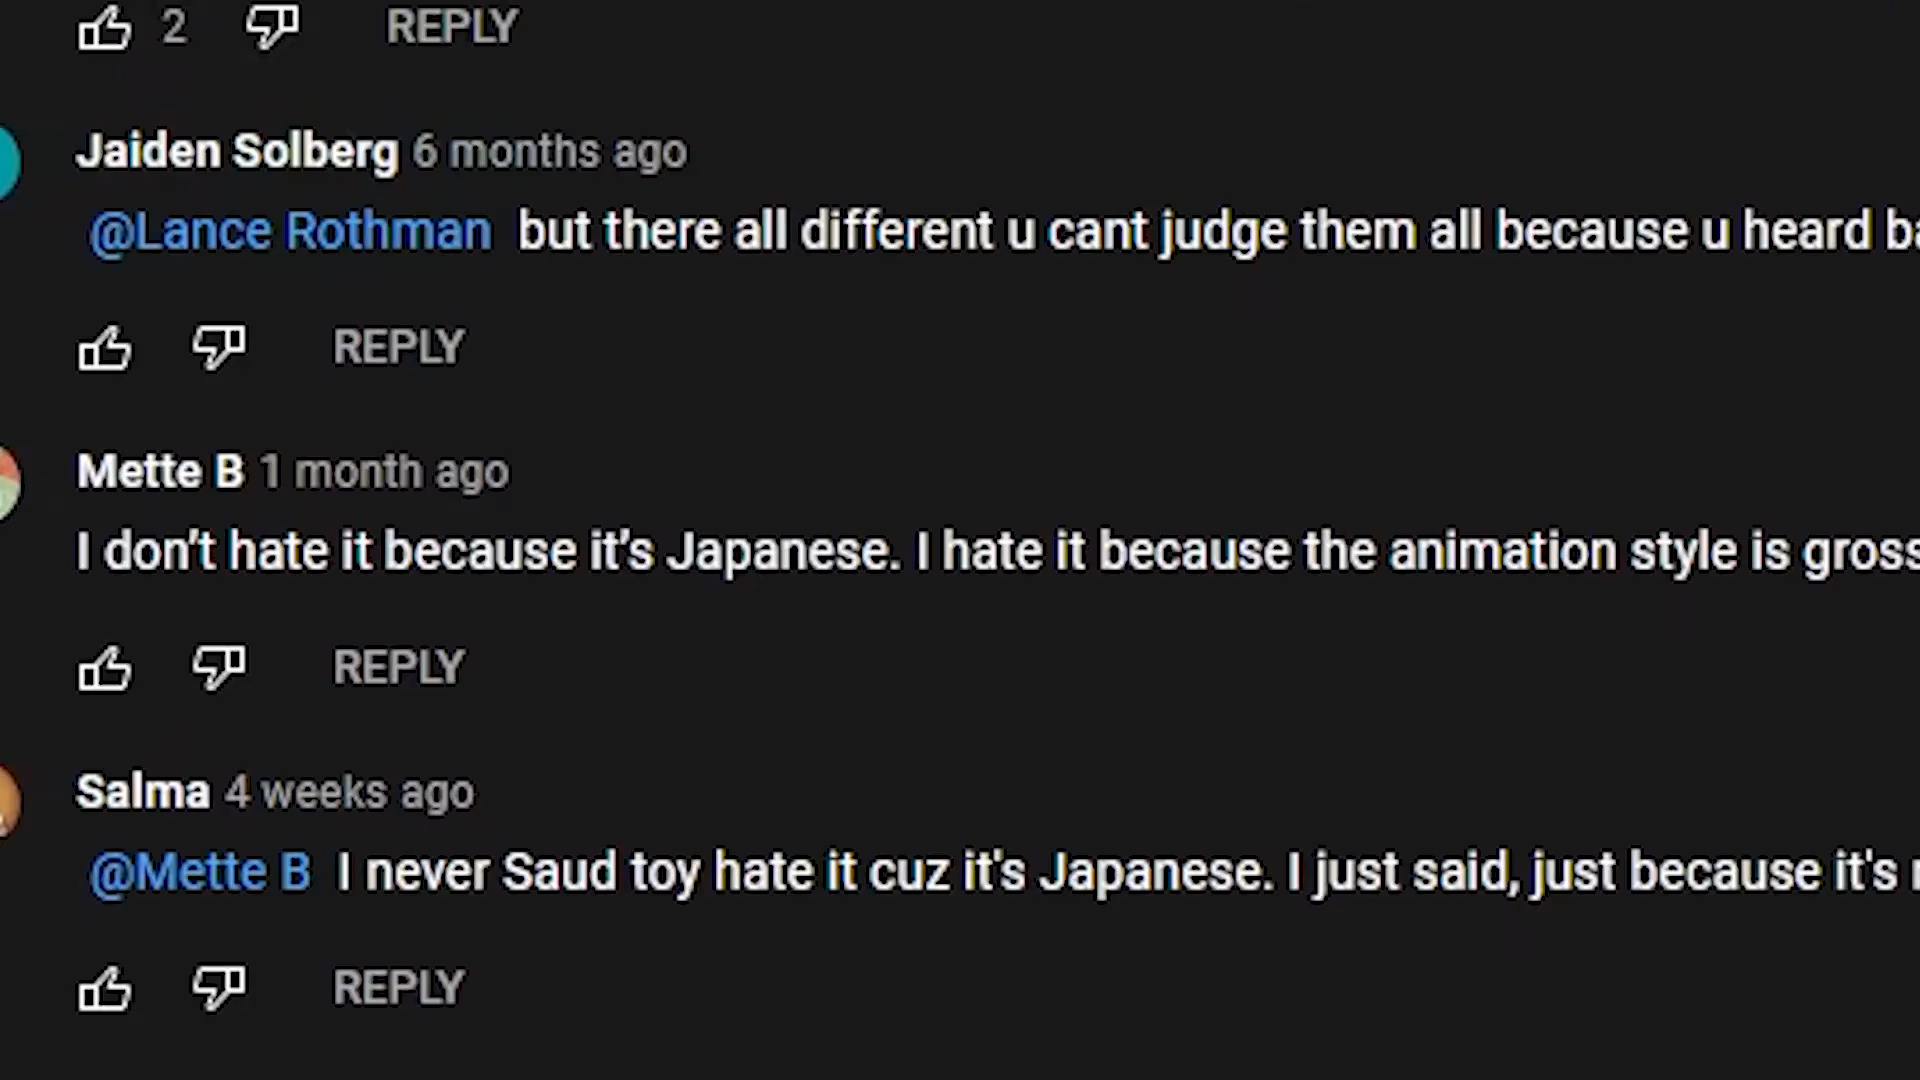 2 REPLY
Jaiden Solberg 6 months ago
@Lance Rothman but there all different u cant judge them all because u heard
REPLY
Mette B 1 month ago
I don't hate it because it's Japanese. I hate it because the animation style is gross
REPLY
Salma 4 weeks ago
@Mette B I never Saud toy hate it cuz it's Japanese. I just said, just because it's
REPLY